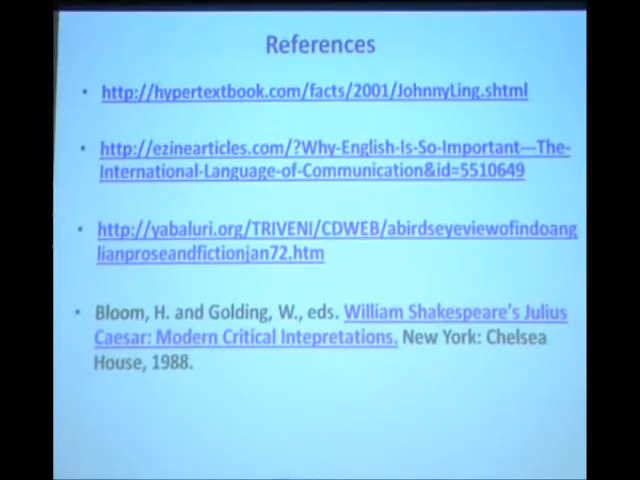 References
• http://hypertextbook.com/facts/2001/JohnnyLing.shtml
• http://ezinearticles.com/?Why-English-Is-So-Important---The-
International-Language-of-Communication&id=5510649
• http://yabaluri.org/TRIVENI/CDWEB/abirdseyeviewofindoang
lianproseandfictionjan72.htm
• Bloom, H. and Golding, W., eds. William Shakespeare's Julius
Caesar: Modern Critical Intepretations. New York: Chelsea
House, 1988.